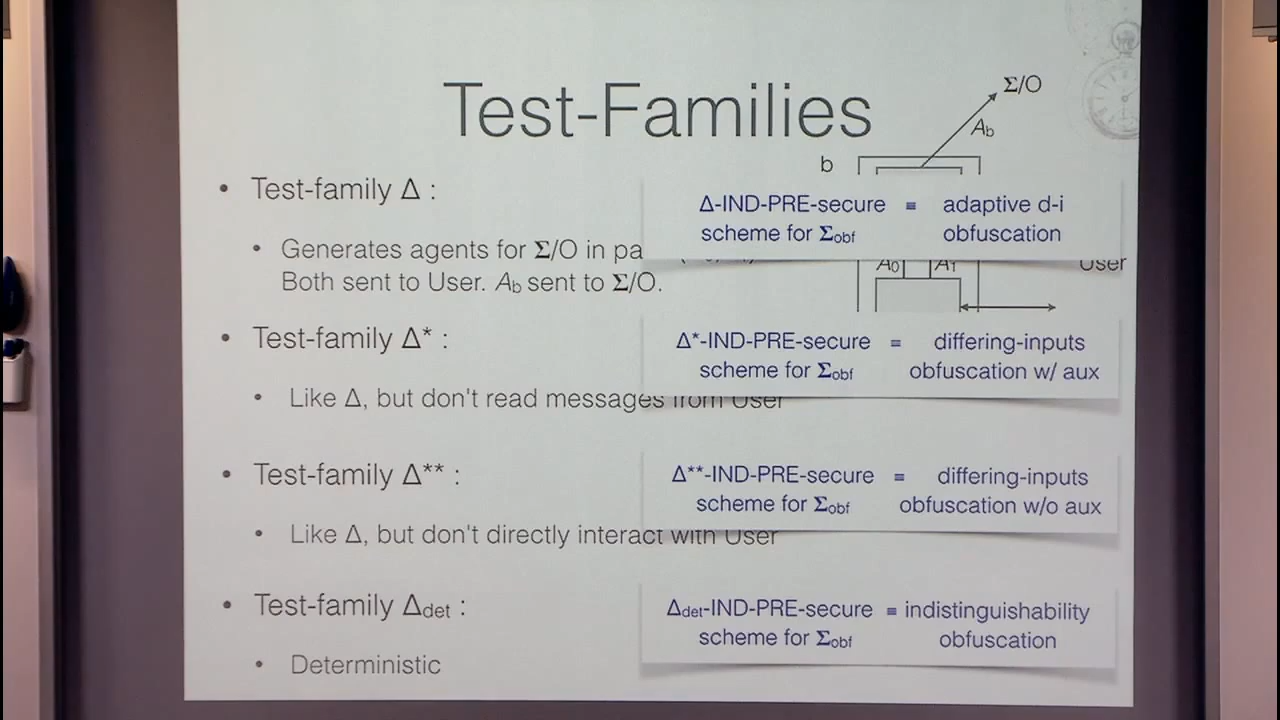 Test-Families
Σ/O
Ab
b
• Test-family Δ :
• Generates agents for Σ/O in
Both sent to User. Ab sent to Σ/O.
Δ-IND-PRE-secure ≡ adaptive d-i
scheme for Σobf obfuscation
A0 A1 User
• Test-family Δ* :
• Like Δ, but don't read messages from User
Δ*-IND-PRE-secure ≡ differing-inputs
scheme for Σobf obfuscation w/ aux
• Test-family Δ** :
• Like Δ, but don't directly interact with User
Δ**-IND-PRE-secure ≡ differing-inputs
scheme for Σobf obfuscation w/o aux
• Test-family Δdet :
• Deterministic
Δdet-IND-PRE-secure ≡ indistinguishability
scheme for Σobf obfuscation